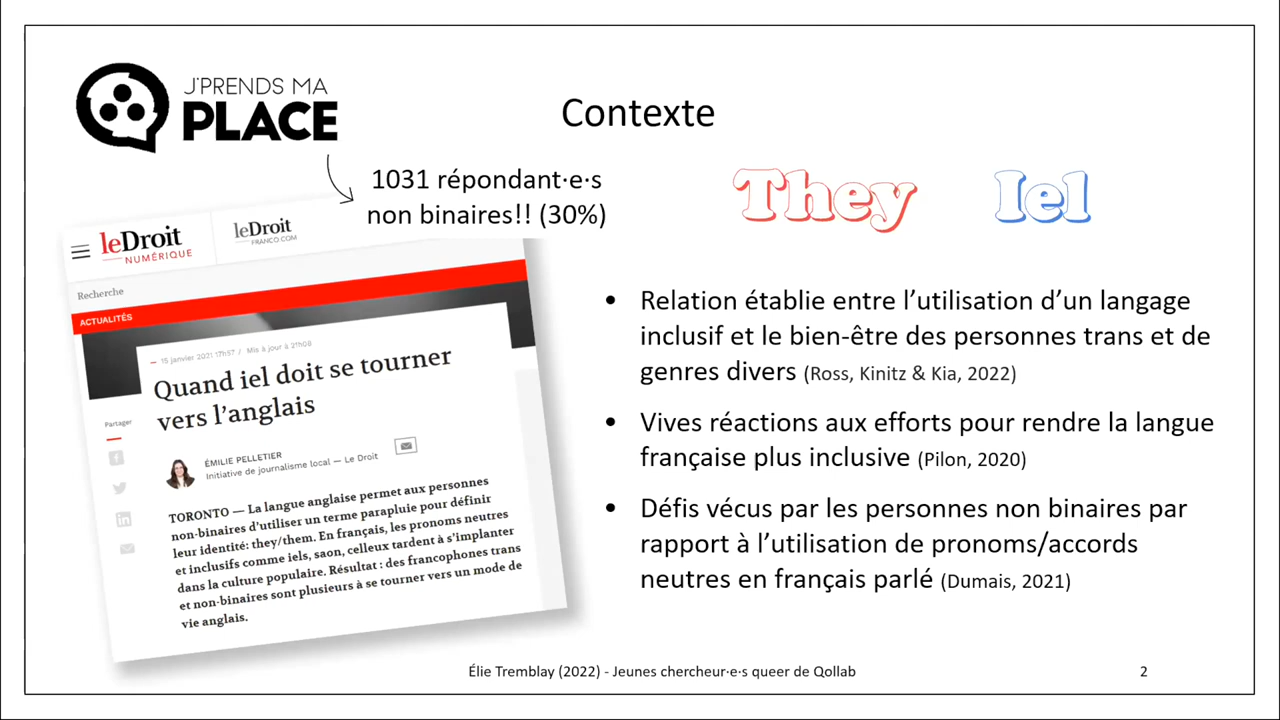 J'PRENDS MA
PLACE
Contexte
1031 répondant·e·s
non binaires!! (30%)
They
Iel
leDroit
NUMÉRIQUE
leDroit
FRANCO.COM
Recherche
ACTUALITÉS
15 janvier 2021 17h57 / Mis à jour à 21h08
Quand iel doit se tourner
vers l'anglais
Partager
ÉMILIE PELLETIER
Initiative de journalisme local — Le Droit
TORONTO — La langue anglaise permet aux personnes
non-binaires d'utiliser un terme parapluie pour définir
leur identité: they/them. En français, les pronoms neutres
et inclusifs comme iels, saon, celleux tardent à s'implanter
dans la culture populaire. Résultat : des francophones trans
et non-binaires sont plusieurs à se tourner vers un mode de
vie anglais.
• Relation établie entre l'utilisation d'un langage
inclusif et le bien-être des personnes trans et de
genres divers (Ross, Kinitz & Kia, 2022)
• Vives réactions aux efforts pour rendre la langue
française plus inclusive (Pilon, 2020)
• Défis vécus par les personnes non binaires par
rapport à l'utilisation de pronoms/accords
neutres en français parlé (Dumais, 2021)
Élie Tremblay (2022) - Jeunes chercheur·e·s queer de Qollab
2